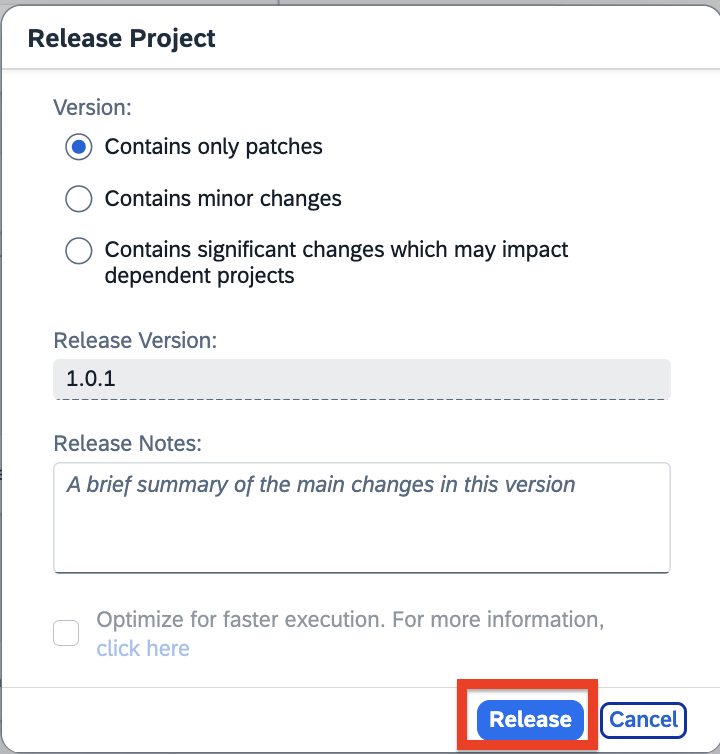 Release Project
Version:
Contains only patches
Contains minor changes
Contains significant changes which may impact
dependent projects
Release Version:
1.0.1
Release Notes:
A brief summary of the main changes in this version
Optimize for faster execution. For more information,
click here
Release Cancel